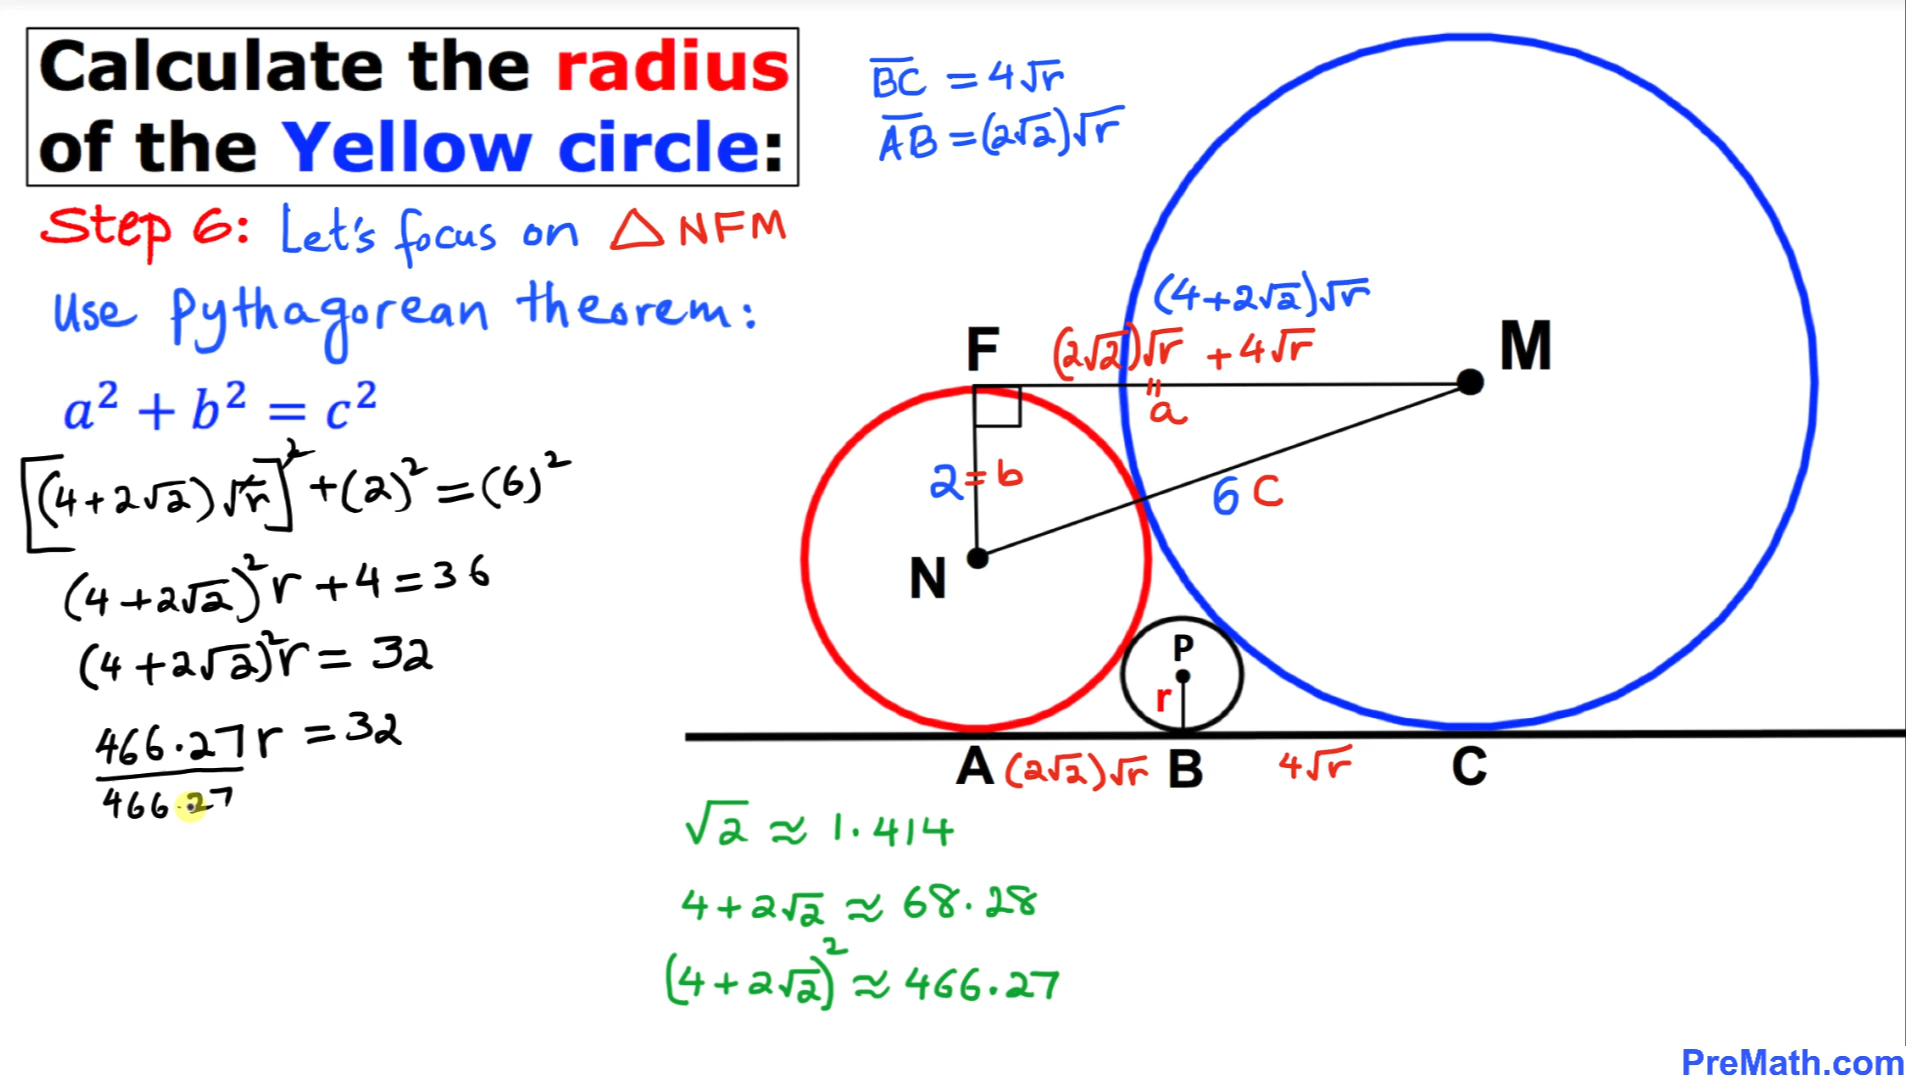 Calculate the radius
of the Yellow circle:
Step 6: Let's focus on △ NFM
Use Pythagorean theorem:
a² + b² = c²
[(4+2√2)√r]² + (2)² = (6)²
(4+2√2)²r + 4 = 36
(4+2√2)²r = 32
466.27r = 32
466.27
BC = 4√r
AB = (2√2)√r
(4+2√2)√r
F (2√2)√r + 4√r M
= a
2 = b
6 C
N
P
r
A (2√2)√r B 4√r C
√2 ≈ 1.414
4+2√2 ≈ 68.28
(4+2√2)² ≈ 466.27
PreMath.com